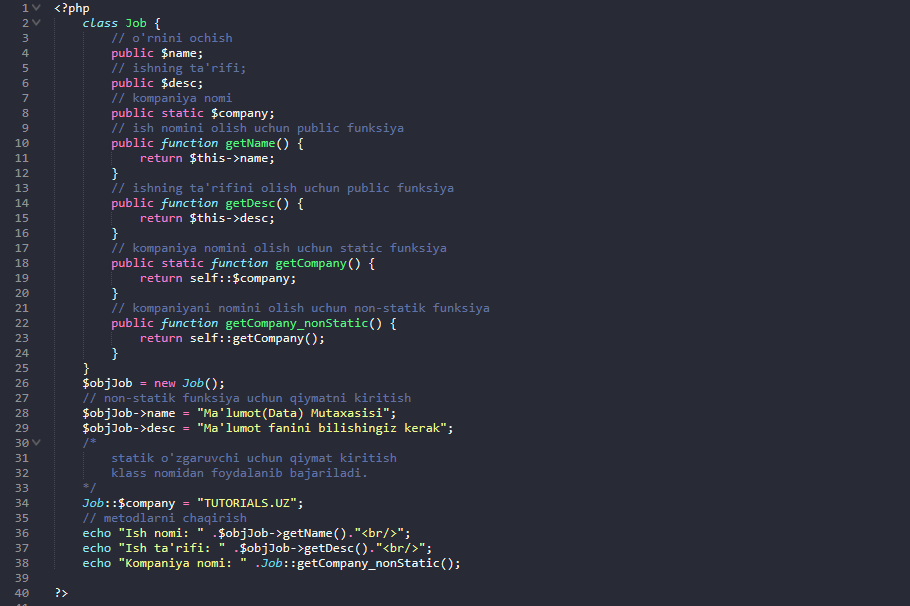 1 <?php
2 class Job {
3 // o'rnini ochish
4 public $name;
5 // ishning ta'rifi;
6 public $desc;
7 // kompaniya nomi
8 public static $company;
9 // ish nomini olish uchun public funksiya
10 public function getName() {
11 return $this->name;
12 }
13 // ishning ta'rifini olish uchun public funksiya
14 public function getDesc() {
15 return $this->desc;
16 }
17 // kompaniya nomini olish uchun static funksiya
18 public static function getCompany() {
19 return self::$company;
20 }
21 // kompaniyani nomini olish uchun non-statik funksiya
22 public function getCompany_nonStatic() {
23 return self::getCompany();
24 }
25 }
26 $objJob = new Job();
27 // non-statik funksiya uchun qiymatni kiritish
28 $objJob->name = "Ma'lumot(Data) Mutaxasisi";
29 $objJob->desc = "Ma'lumot fanini bilishingiz kerak";
30 /*
31 statik o'zgaruvchi uchun qiymat kiritish
32 klass nomidan foydalanib bajariladi.
33 */
34 Job::$company = "TUTORIALS.UZ";
35 // metodlarni chaqirish
36 echo "Ish nomi: " .$objJob->getName()."<br/>";
37 echo "Ish ta'rifi: " .$objJob->getDesc()."<br/>";
38 echo "Kompaniya nomi: " .Job::getCompany_nonStatic();
39
40 ?>